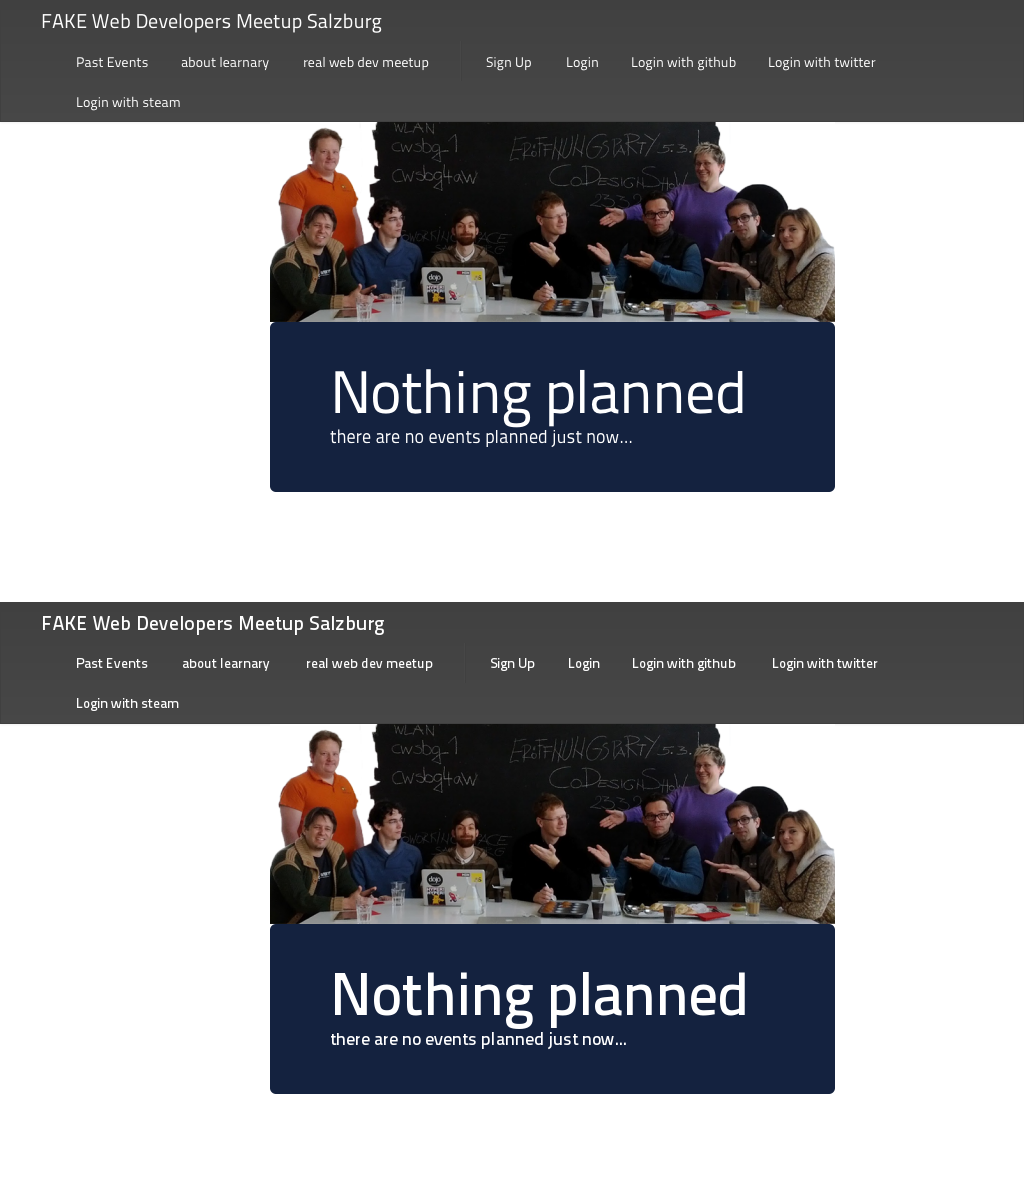 FAKE Web Developers Meetup Salzburg
Past Events about learnary real web dev meetup Sign Up Login Login with github Login with twitter
Login with steam
WLAN
cwsbg_1
cwsbg4aw
ERÖFFNUNGSPARTY 5.3.
CoDesignShow
dojo
Nothing planned
there are no events planned just now...
FAKE Web Developers Meetup Salzburg
Past Events about learnary real web dev meetup Sign Up Login Login with github Login with twitter
Login with steam
WLAN
cwsbg_1
cwsbg4aw
ERÖFFNUNGSPARTY 5.3.
CoDesignShow
dojo
Nothing planned
there are no events planned just now...